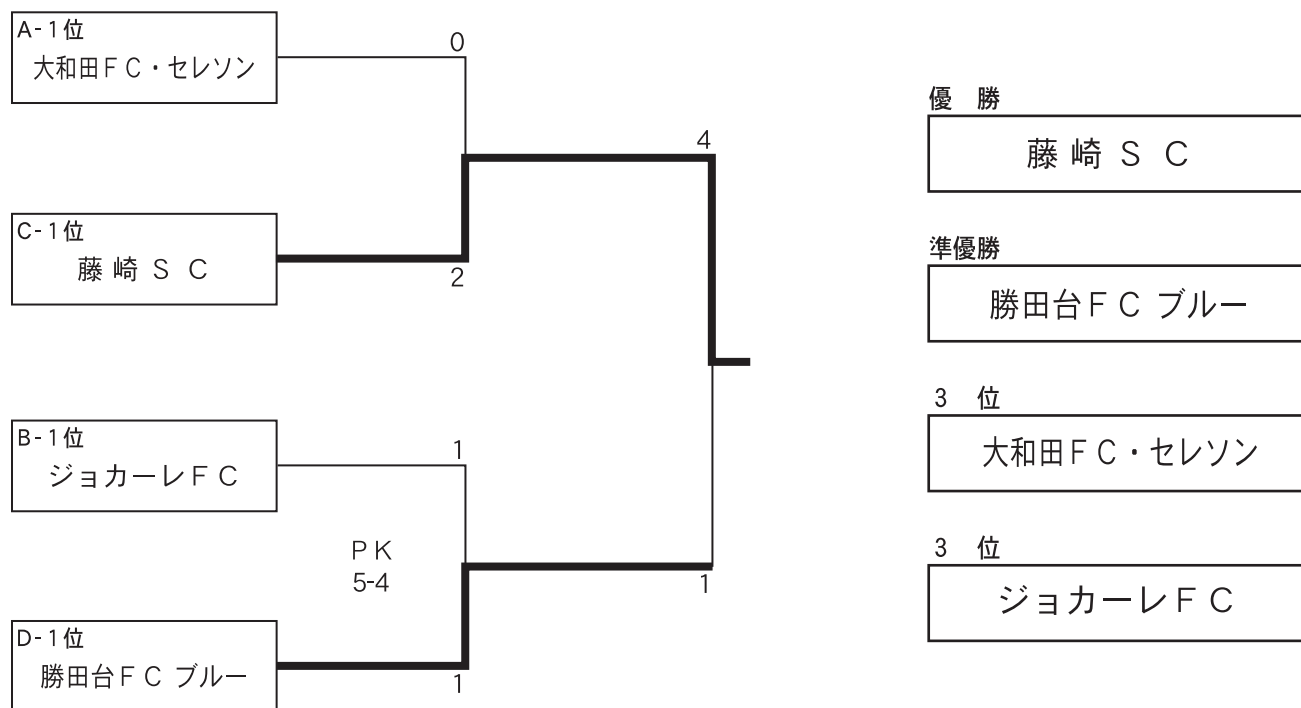 A-1位
大和田ＦＣ・セレソン
0
C-1位
藤 崎 Ｓ Ｃ
2
4
B-1位
ジョカーレＦＣ
1
ＰＫ
5-4
D-1位
勝田台ＦＣ ブルー
1
1
優 勝
藤 崎 Ｓ Ｃ
準優勝
勝田台ＦＣ ブルー
3 位
大和田ＦＣ・セレソン
3 位
ジョカーレＦＣ